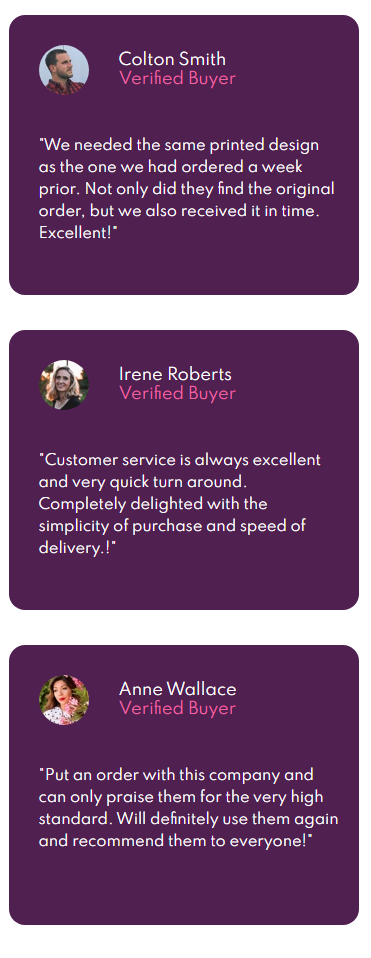 Colton Smith
Verified Buyer
"We needed the same printed design
as the one we had ordered a week
prior. Not only did they find the original
order, but we also received it in time.
Excellent!"
Irene Roberts
Verified Buyer
"Customer service is always excellent
and very quick turn around.
Completely delighted with the
simplicity of purchase and speed of
delivery.!"
Anne Wallace
Verified Buyer
"Put an order with this company and
can only praise them for the very high
standard. Will definitely use them again
and recommend them to everyone!"